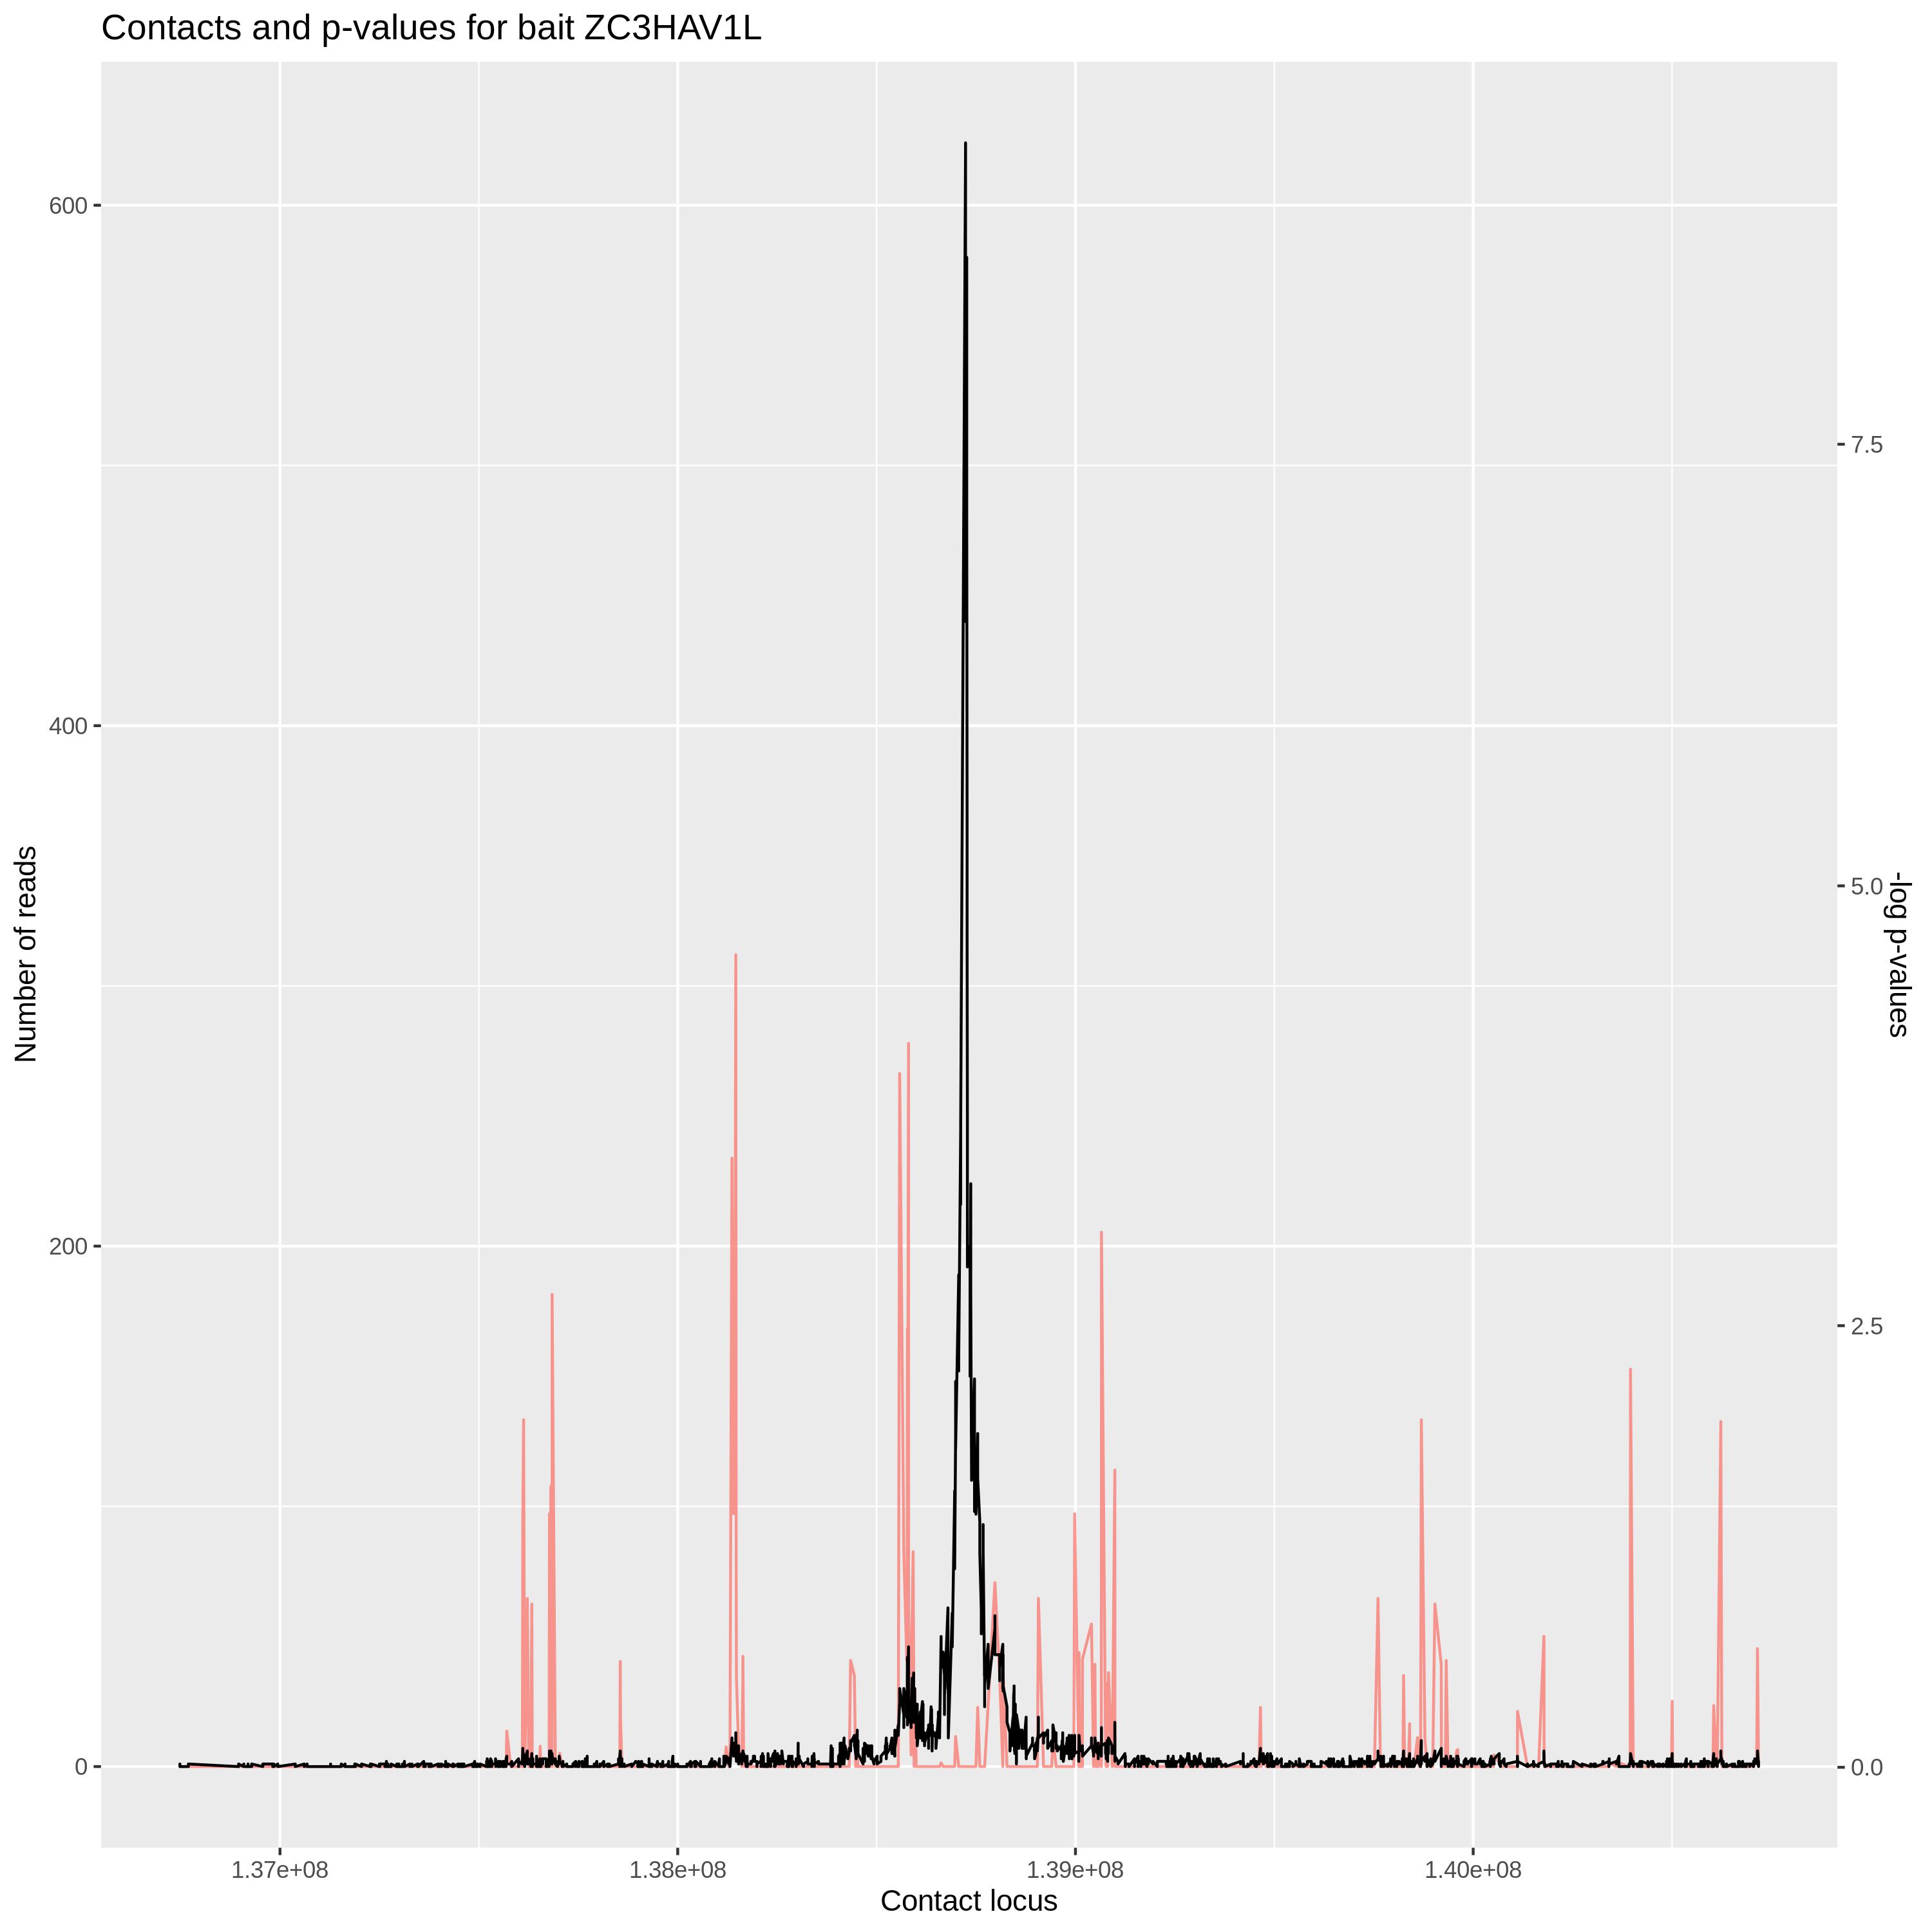 Contacts and p-values for bait ZC3HAV1L
600
400
200
0
Number of reads
7.5
5.0
2.5
0.0
-log p-values
1.37e+08
1.38e+08
1.39e+08
1.40e+08
Contact locus